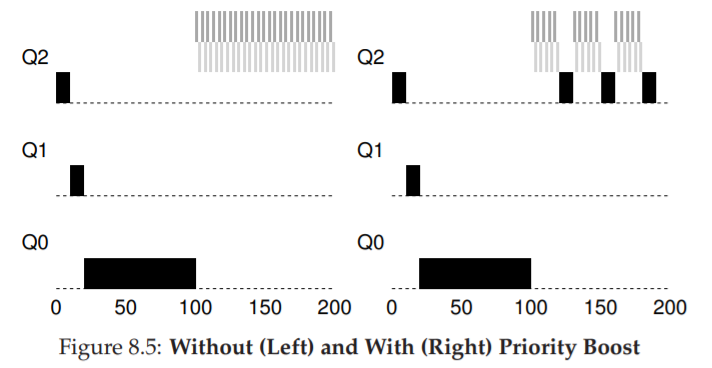 Q2 Q2
Q1 Q1
Q0 Q0
0 50 100 150 200 0 50 100 150 200
Figure 8.5: Without (Left) and With (Right) Priority Boost